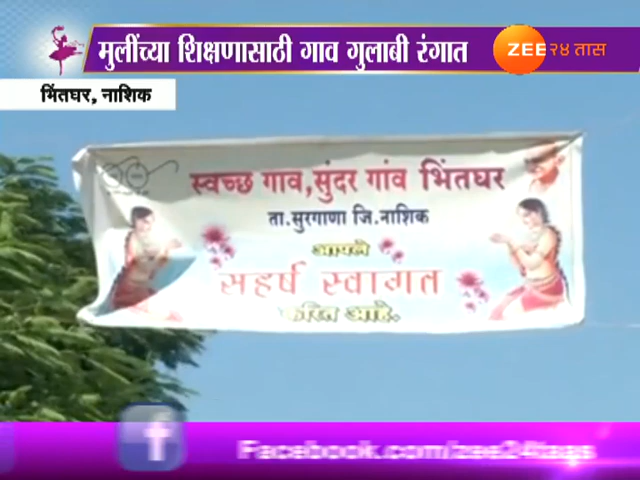 मुलींच्या शिक्षणासाठी गाव गुलाबी रंगात
ZEE २४ तास
भिंतघर, नाशिक
स्वच्छ गाव, सुंदर गांव भिंतघर
ता.सुरगाणा जि.नाशिक
आपले
सहर्ष स्वागत
करित आहे.
f Facebook.com/zee24taas